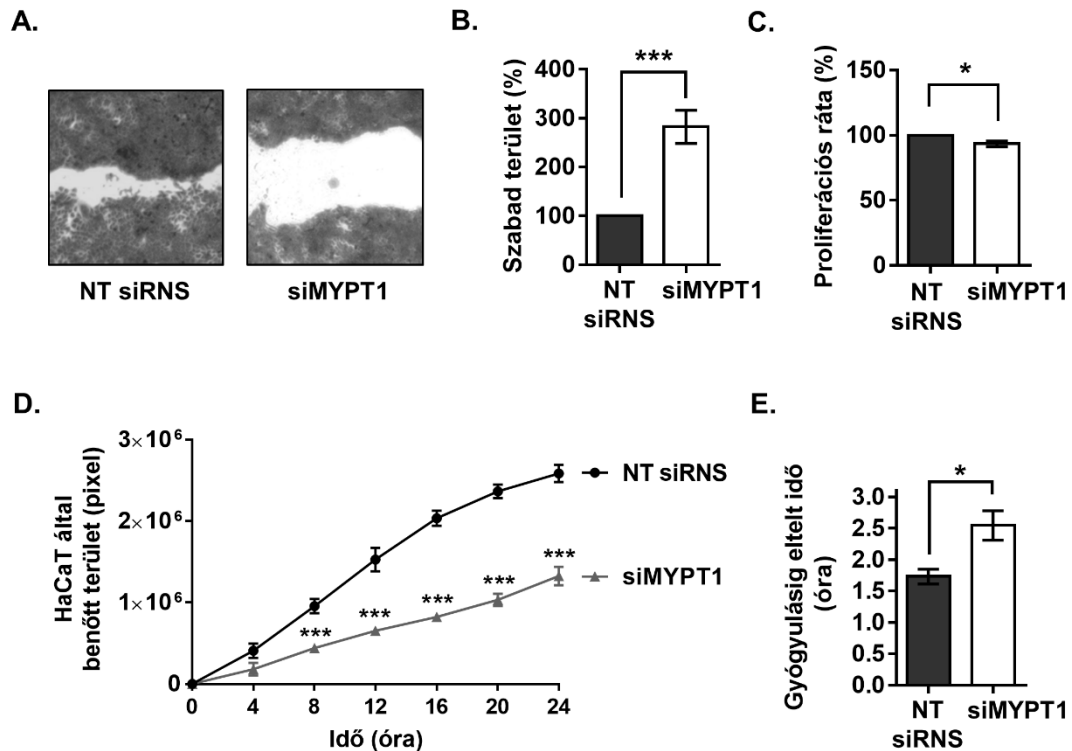 A.
NT siRNS
siMYPT1
B.
Szabad terület (%)
400
300
200
100
0
***
NT
siRNS
siMYPT1
C.
Proliferációs ráta (%)
150
100
50
0
*
NT
siRNS
siMYPT1
D.
HaCaT által
benőtt terület (pixel)
3×10⁶
2×10⁶
1×10⁶
0
NT siRNS
siMYPT1
*** *** *** *** ***
0 4 8 12 16 20 24
Idő (óra)
E.
Gyógyulásig eltelt idő
(óra)
3.0
2.5
2.0
1.5
1.0
0.5
0.0
*
NT
siRNS
siMYPT1